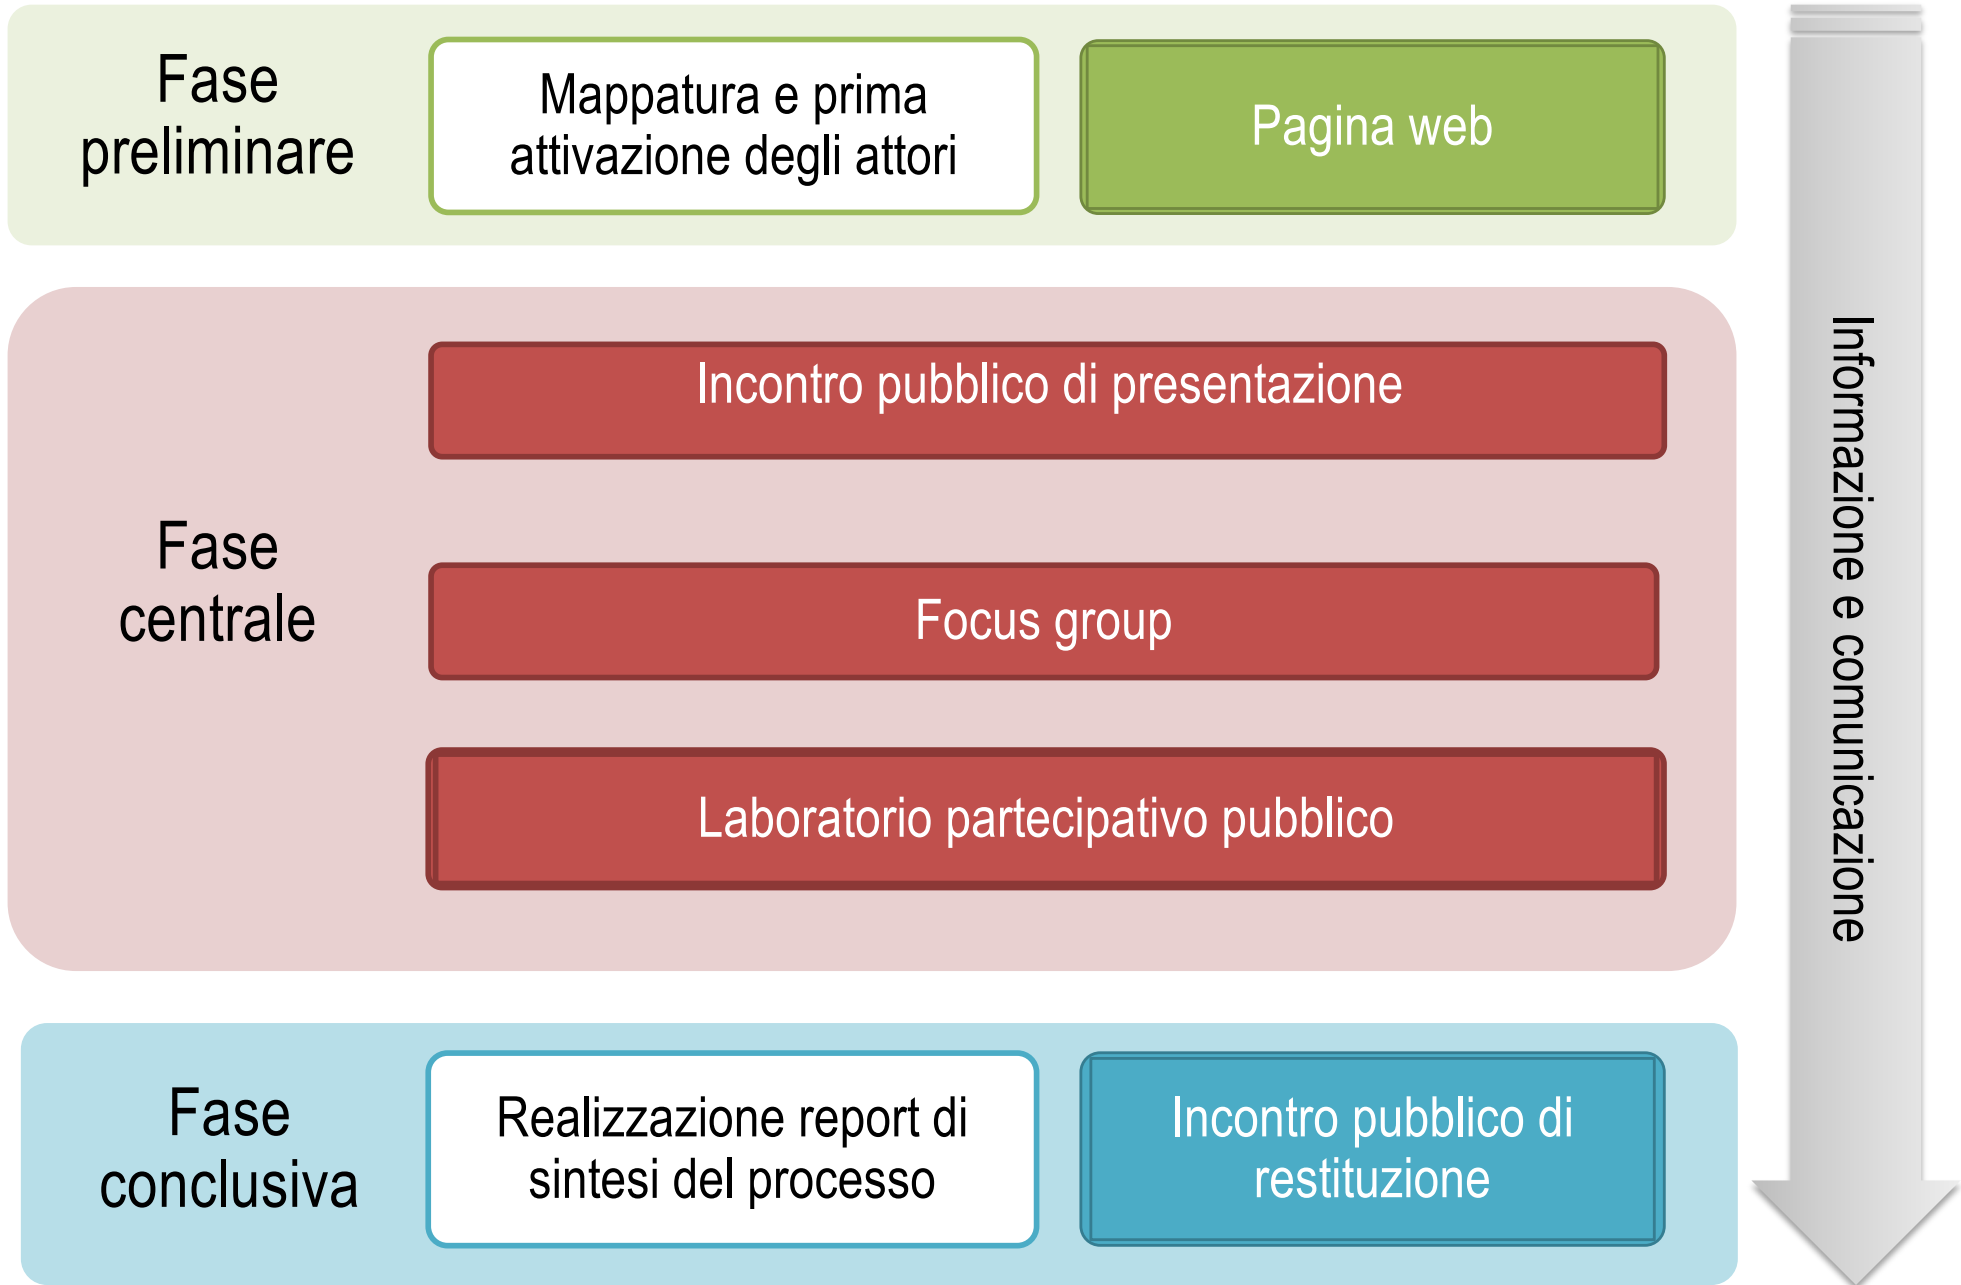 Fase
preliminare
Mappatura e prima
attivazione degli attori
Pagina web
Fase
centrale
Incontro pubblico di presentazione
Focus group
Laboratorio partecipativo pubblico
Fase
conclusiva
Realizzazione report di
sintesi del processo
Incontro pubblico di
restituzione
Informazione e comunicazione